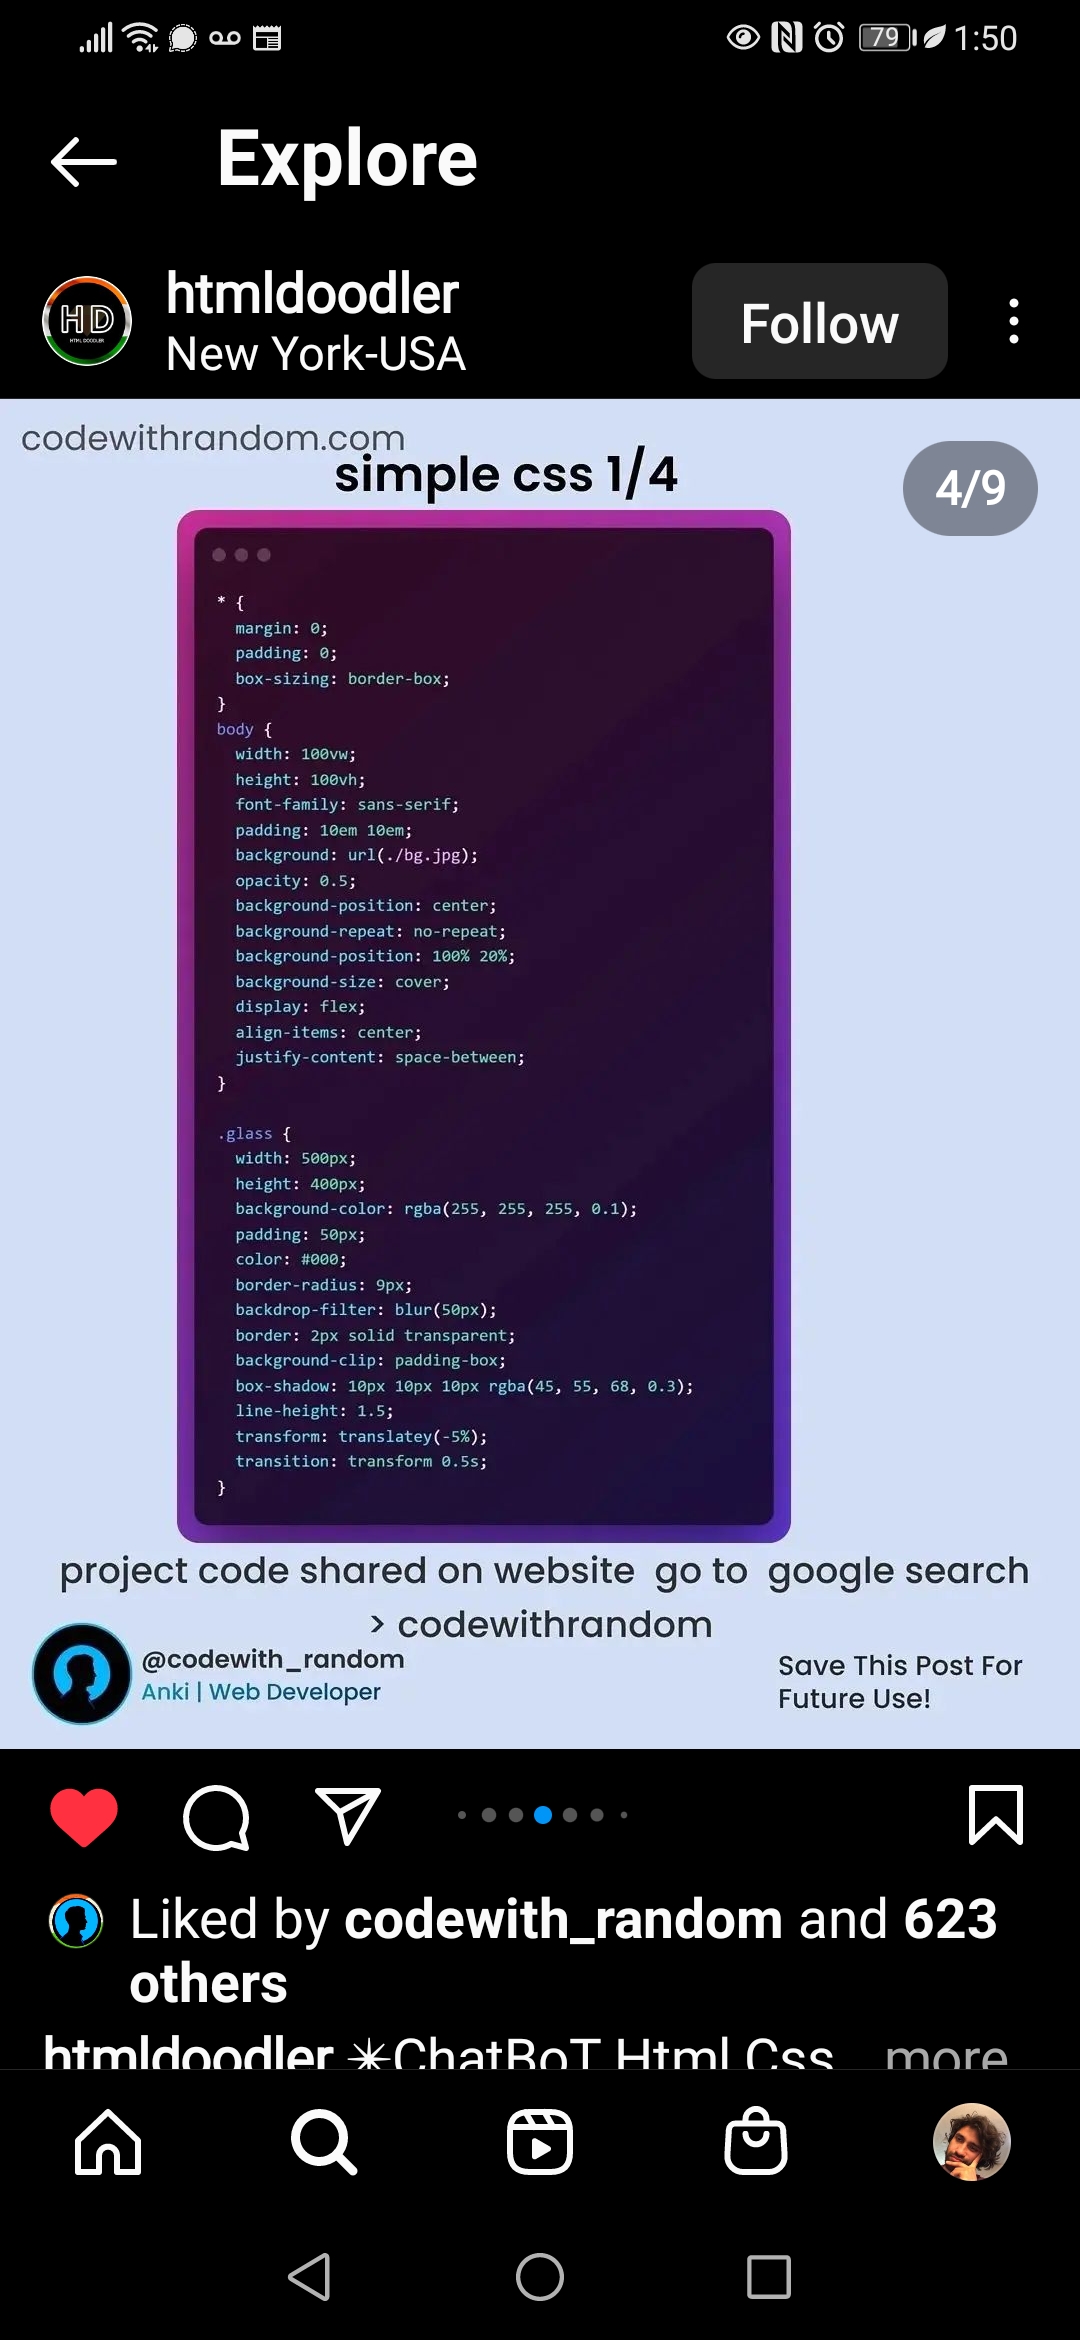 79 1:50
Explore
HD
HTML DOODLER
htmldoodler
New York-USA
Follow
codewithrandom.com
simple css 1/4
4/9
* {
  margin: 0;
  padding: 0;
  box-sizing: border-box;
}
body {
  width: 100vw;
  height: 100vh;
  font-family: sans-serif;
  padding: 10em 10em;
  background: url(./bg.jpg);
  opacity: 0.5;
  background-position: center;
  background-repeat: no-repeat;
  background-position: 100% 20%;
  background-size: cover;
  display: flex;
  align-items: center;
  justify-content: space-between;
}
.glass {
  width: 500px;
  height: 400px;
  background-color: rgba(255, 255, 255, 0.1);
  padding: 50px;
  color: #000;
  border-radius: 9px;
  backdrop-filter: blur(50px);
  border: 2px solid transparent;
  background-clip: padding-box;
  box-shadow: 10px 10px 10px rgba(45, 55, 68, 0.3);
  line-height: 1.5;
  transform: translatey(-5%);
  transition: transform 0.5s;
}
project code shared on website go to google search
> codewithrandom
@codewith_random
Anki | Web Developer
Save This Post For
Future Use!
Liked by codewith_random and 623
others
htmldoodler ✴ChatBoT Html Css more